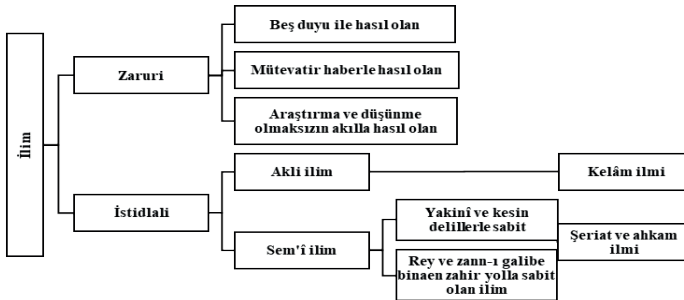 İlim
Zaruri
Beş duyu ile hasıl olan
Mütevatir haberle hasıl olan
Araştırma ve düşünme
olmaksızın akılla hasıl olan
İstidlali
Akli ilim
Kelâm ilmi
Sem'î ilim
Yakinî ve kesin
delillerle sabit
Rey ve zann-ı galibe
binaen zahir yolla sabit
olan ilim
Şeriat ve ahkam
ilmi